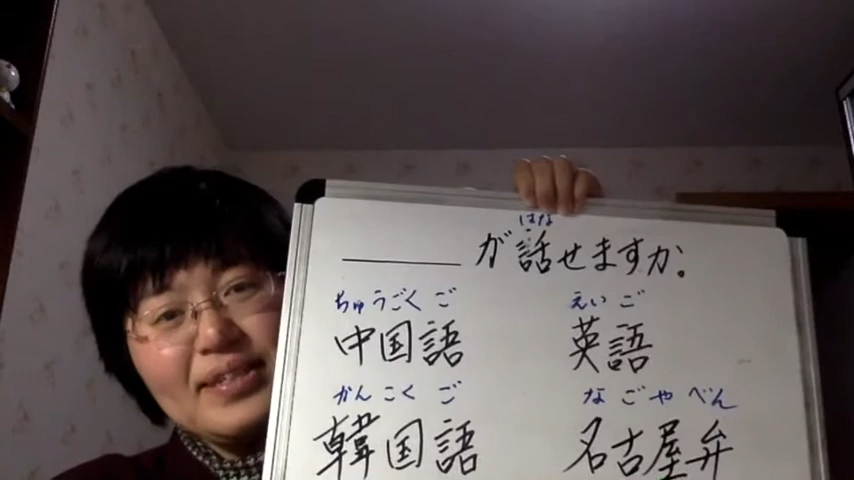 はな
＿＿＿が話せますか。
ちゅうごくご えいご
中国語 英語
かんこくご なごやべん
韓国語 名古屋弁